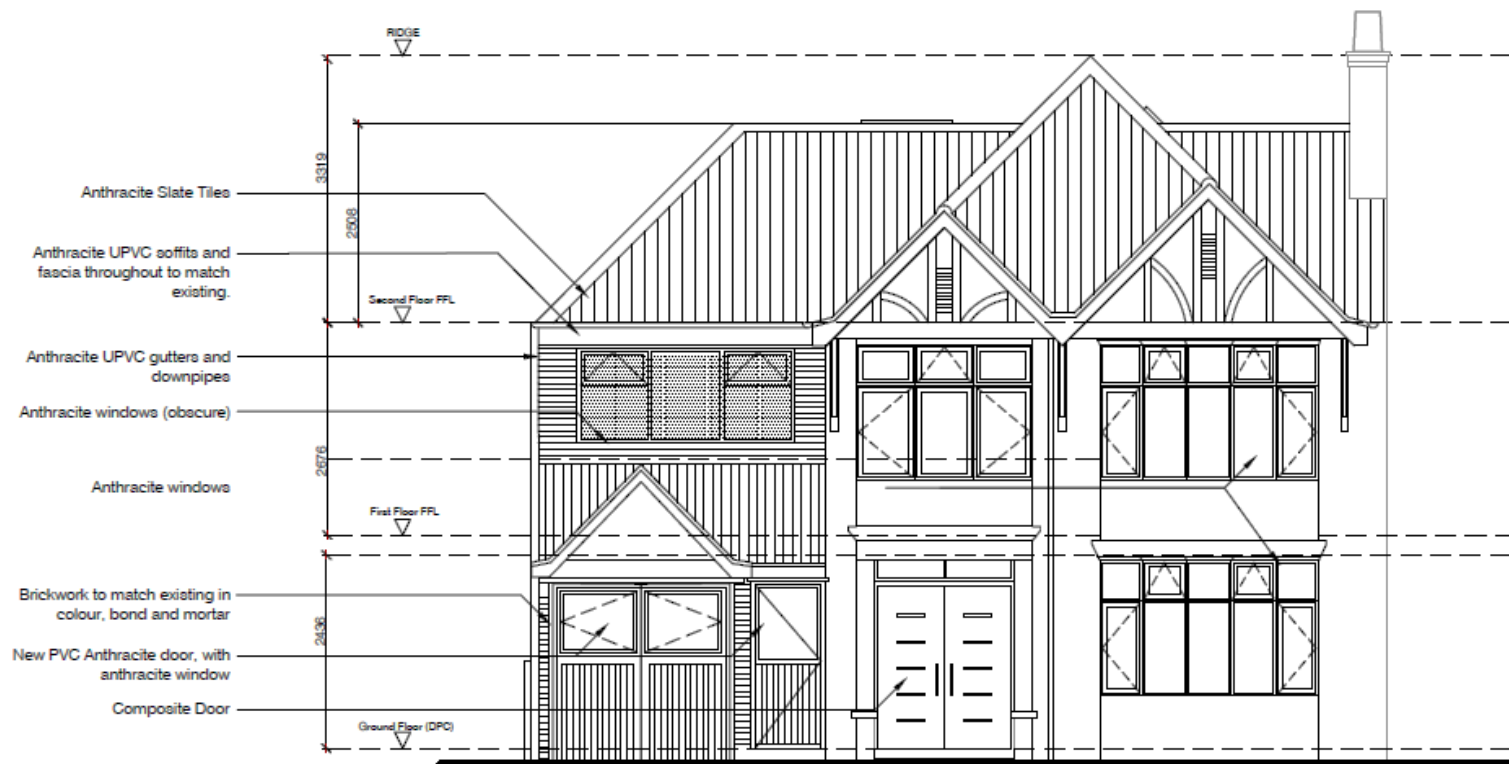 RIDGE
3319
2508
Anthracite Slate Tiles
Anthracite UPVC soffits and
fascia throughout to match
existing.
Second Floor FFL
Anthracite UPVC gutters and
downpipes
Anthracite windows (obscure)
2676
Anthracite windows
First Floor FFL
Brickwork to match existing in
colour, bond and mortar
2436
New PVC Anthracite door, with
anthracite window
Composite Door
Ground Floor (DPC)